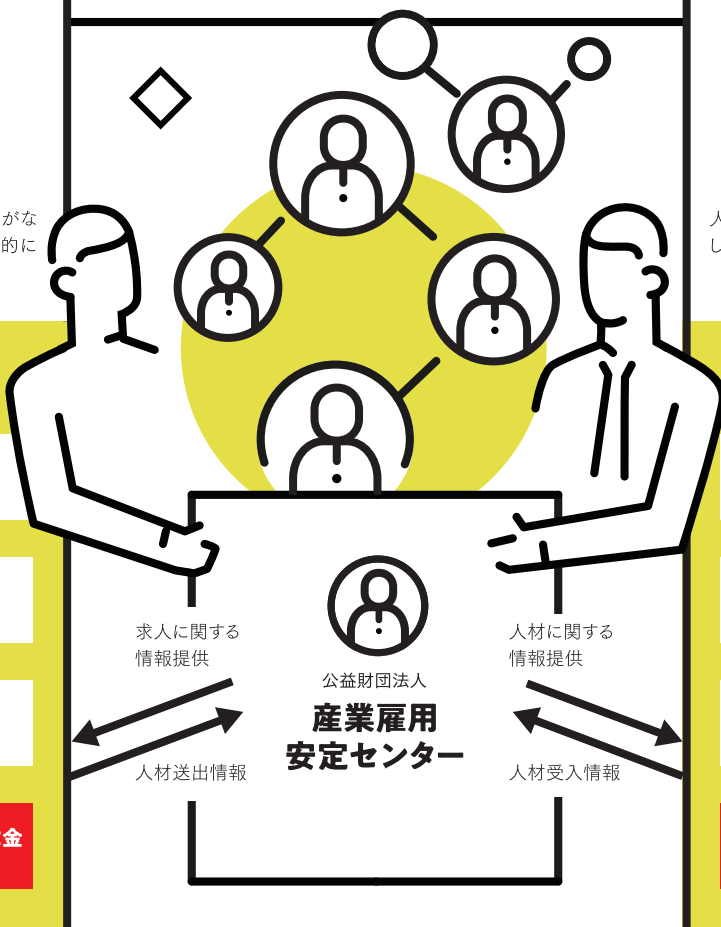 がな
的に
人
し
求人に関する
情報提供
人材に関する
情報提供
公益財団法人
産業雇用
安定センター
人材送出情報
人材受入情報
金